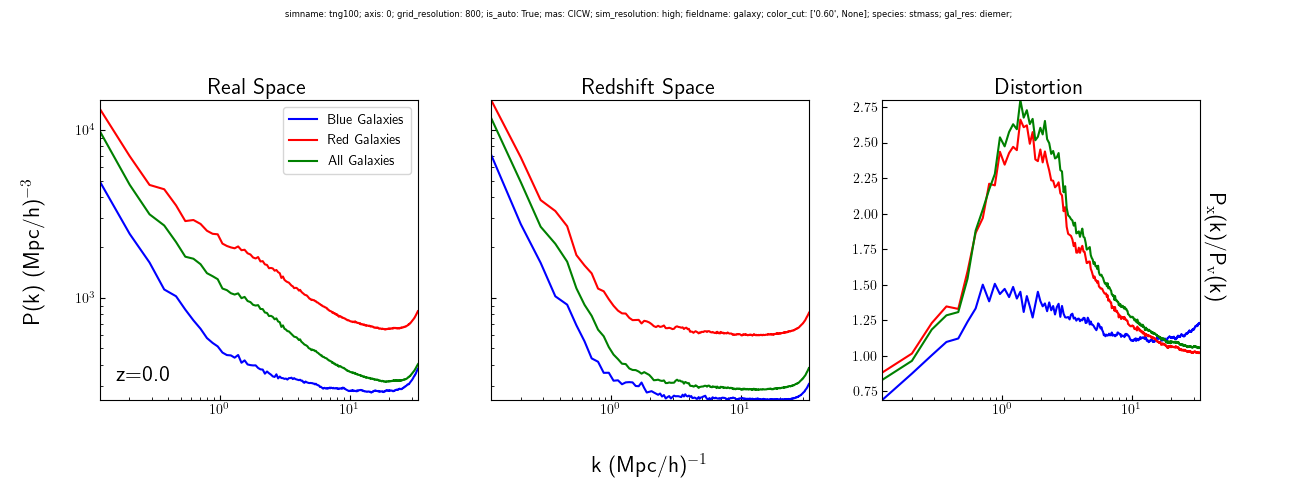 simname: tng100; axis: 0; grid_resolution: 800; is_auto: True; mas: CICW; sim_resolution: high; fieldname: galaxy; color_cut: ['0.60', None]; species: stmass; gal_res: diemer;
Real Space
Redshift Space
Distortion
Blue Galaxies
Red Galaxies
All Galaxies
z=0.0
P(k) (Mpc/h)$^{-3}$
10^4
10^3
2.75
2.50
2.25
2.00
1.75
1.50
1.25
1.00
0.75
P_x(k)/P_v(k)
10^0
10^1
10^0
10^1
10^0
10^1
k (Mpc/h)$^{-1}$